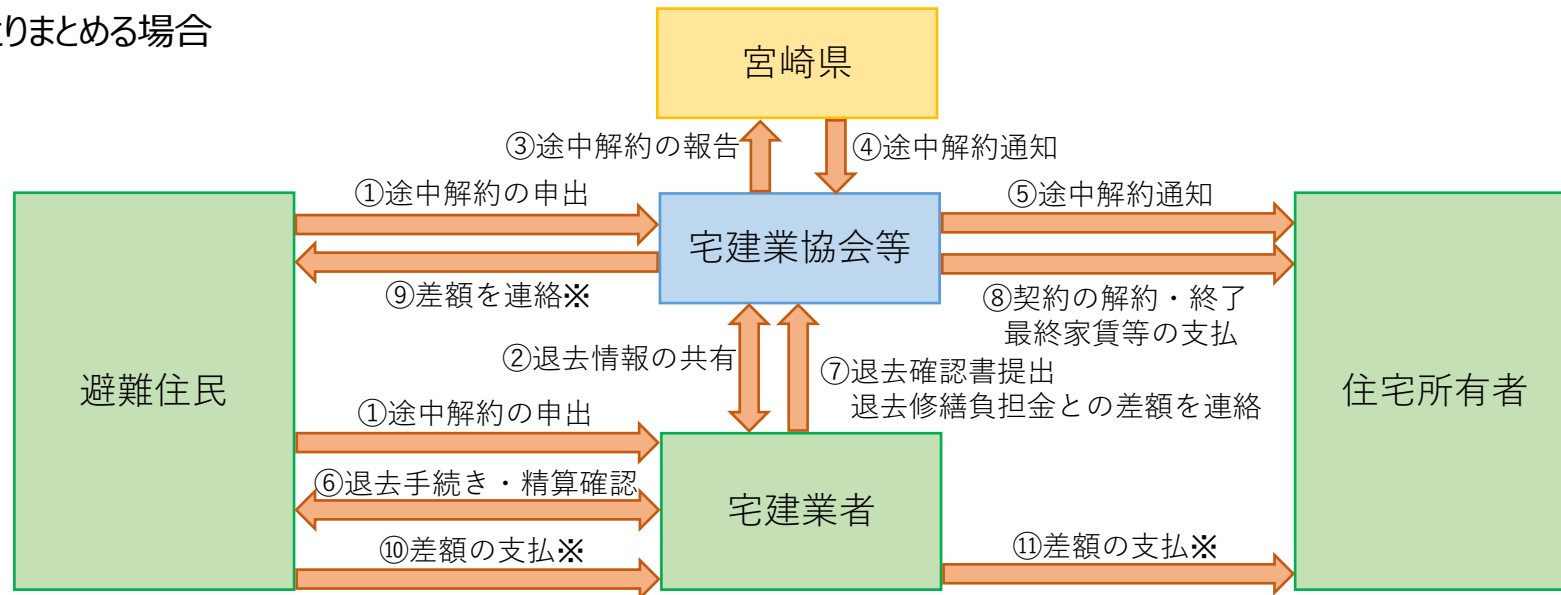 りまとめる場合
宮崎県
③途中解約の報告
④途中解約通知
①途中解約の申出
⑤途中解約通知
宅建業協会等
⑨差額を連絡※
⑧契約の解約・終了
最終家賃等の支払
②退去情報の共有
⑦退去確認書提出
退去修繕負担金との差額を連絡
避難住民
住宅所有者
①途中解約の申出
⑥退去手続き・精算確認
宅建業者
⑩差額の支払※
⑪差額の支払※